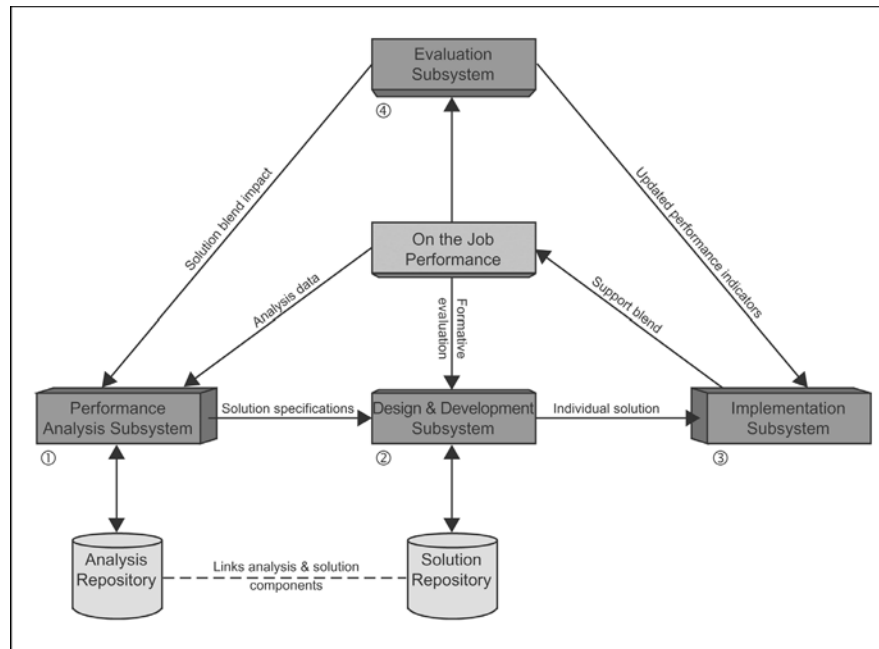 Evaluation
Subsystem
④
Solution blend impact
Updated performance indicators
On the Job
Performance
Analysis data
Formative
evaluation
Support blend
Performance
Analysis Subsystem
①
Solution specifications
Design & Development
Subsystem
②
Individual solution
Implementation
Subsystem
③
Analysis
Repository
Links analysis & solution
components
Solution
Repository